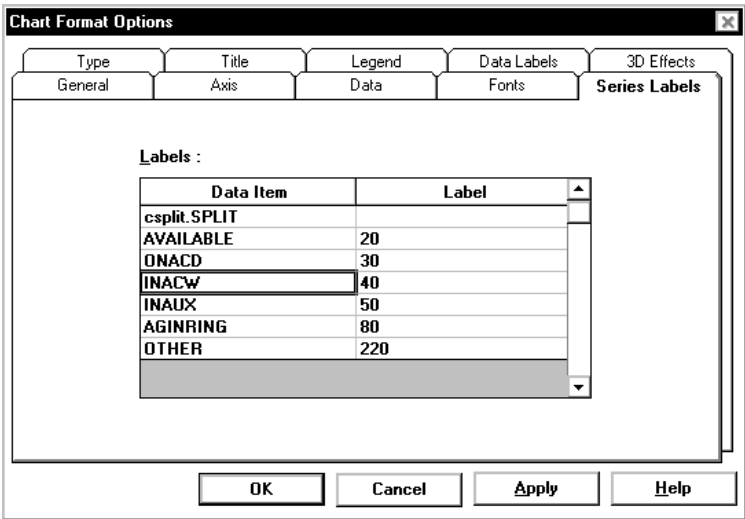 Chart Format Options
Type Title Legend Data Labels 3D Effects
General Axis Data Fonts Series Labels
Labels :
Data Item Label
csplit.SPLIT
AVAILABLE 20
ONACD 30
INACW 40
INAUX 50
AGINRING 80
OTHER 220
OK Cancel Apply Help